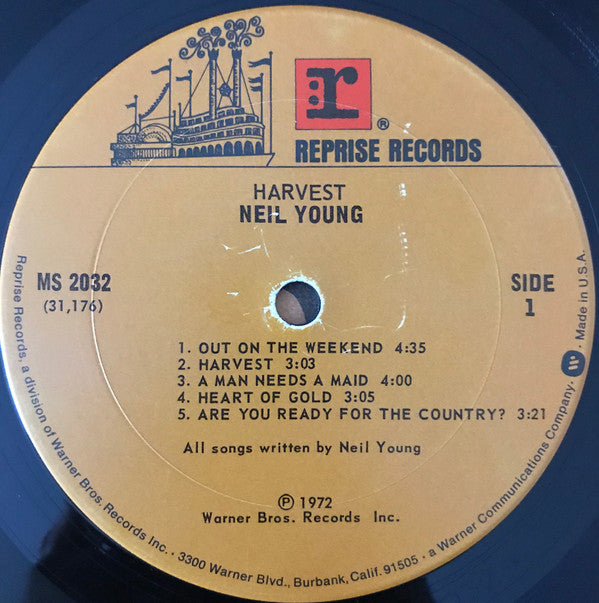 r
®
REPRISE RECORDS
HARVEST
NEIL YOUNG
MS 2032
(31,176)
SIDE
1
1. OUT ON THE WEEKEND 4:35
2. HARVEST 3:03
3. A MAN NEEDS A MAID 4:00
4. HEART OF GOLD 3:05
5. ARE YOU READY FOR THE COUNTRY? 3:21
All songs written by Neil Young
℗ 1972
Warner Bros. Records Inc.
Reprise Records, a division of Warner Bros. Records Inc. · 3300 Warner Blvd., Burbank, Calif. 91505 · a Warner Communications Company · W · Made in U.S.A.